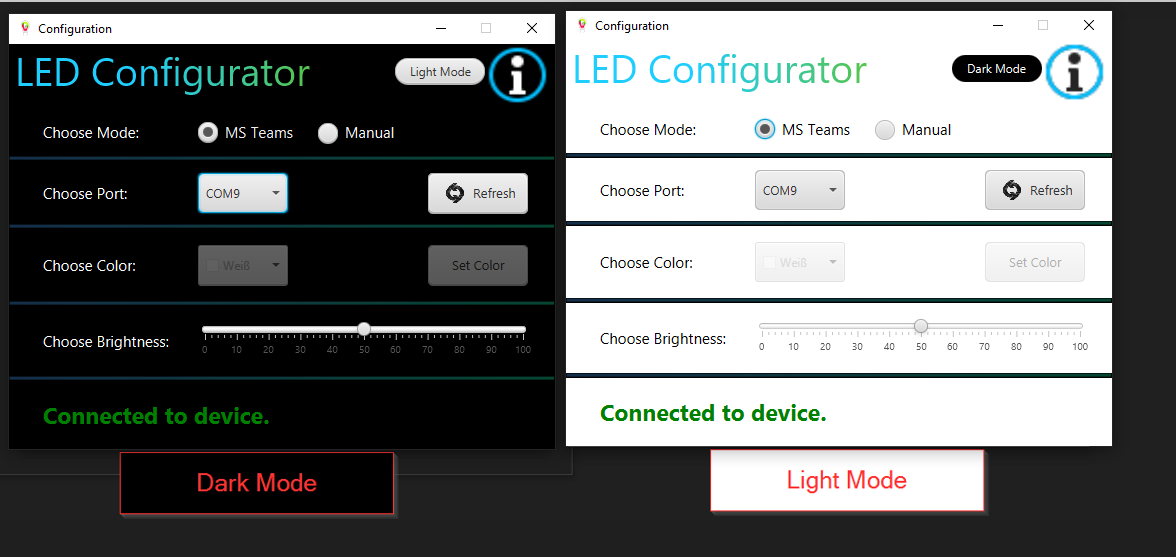 Configuration
LED Configurator
Light Mode
Choose Mode:
MS Teams
Manual
Choose Port:
COM9
Refresh
Choose Color:
Weiß
Set Color
Choose Brightness:
0 10 20 30 40 50 60 70 80 90 100
Connected to device.
Dark Mode
Configuration
LED Configurator
Dark Mode
Choose Mode:
MS Teams
Manual
Choose Port:
COM9
Refresh
Choose Color:
Weiß
Set Color
Choose Brightness:
0 10 20 30 40 50 60 70 80 90 100
Connected to device.
Light Mode